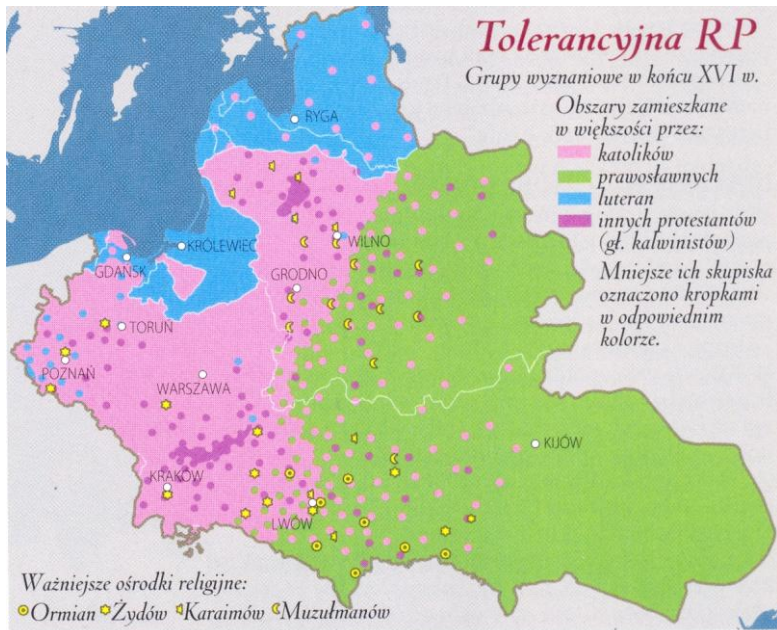 Tolerancyjna RP
Grupy wyznaniowe w końcu XVI w.
Obszary zamieszkane
w większości przez:
katolików
prawosławnych
luteran
innych protestantów
(gł. kalwinistów)
Mniejsze ich skupiska
oznaczono kropkami
w odpowiednim
kolorze.
RYGA
KRÓLEWIEC
GDAŃSK
WILNO
GRODNO
TORUŃ
POZNAŃ
WARSZAWA
KIJÓW
KRAKÓW
LWÓW
Ważniejsze ośrodki religijne:
Ormian Żydów Karaimów Muzułmanów